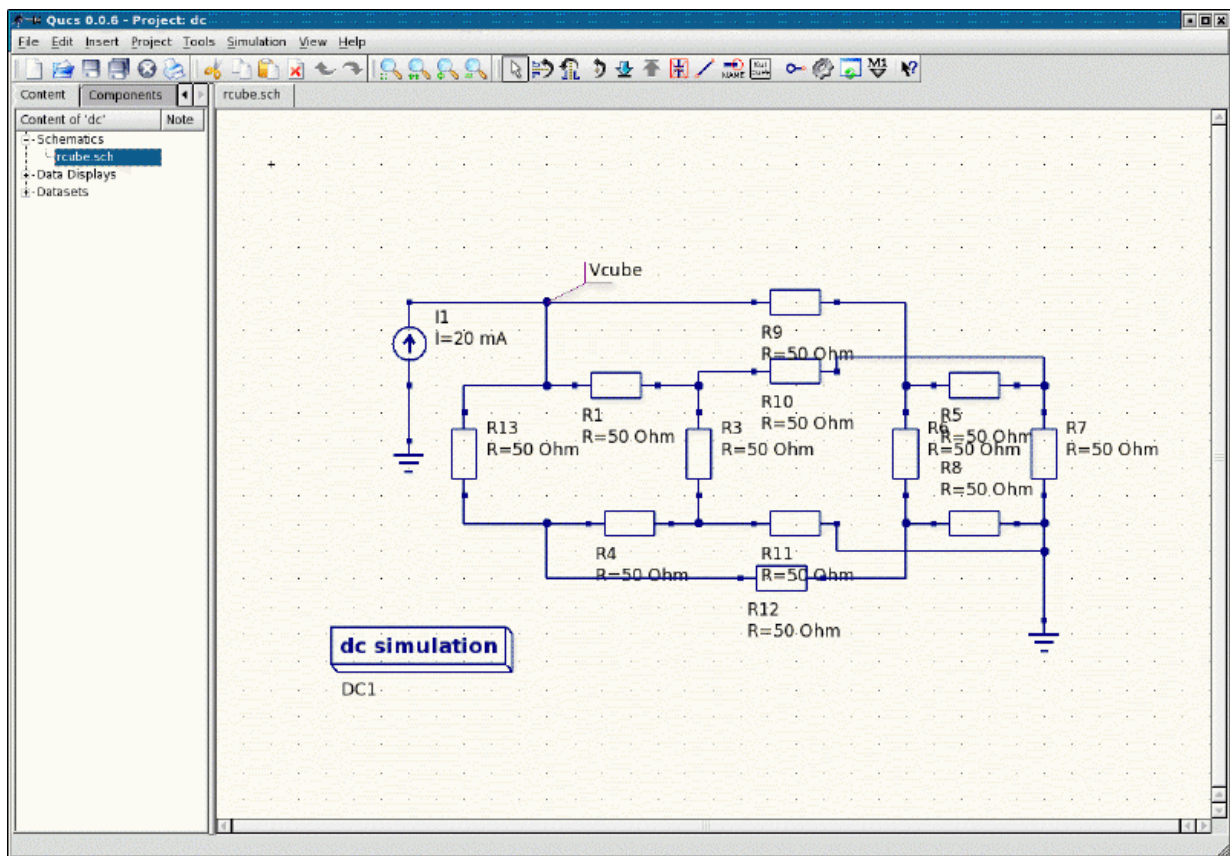 Qucs 0.0.6 - Project: dc
File Edit Insert Project Tools Simulation View Help
NAME
M1
Content Components
rcube.sch
Content of 'dc' Note
Schematics
rcube.sch
Data Displays
Datasets
Vcube
I1
I=20 mA
R9
R=50 Ohm
R10
R=50 Ohm
R1
R=50 Ohm
R13
R=50 Ohm
R3
R=50 Ohm
R5
R=50 Ohm
R6
R=50 Ohm
R7
R=50 Ohm
R8
R=50 Ohm
R4
R=50 Ohm
R11
R=50 Ohm
R12
R=50 Ohm
dc simulation
DC1